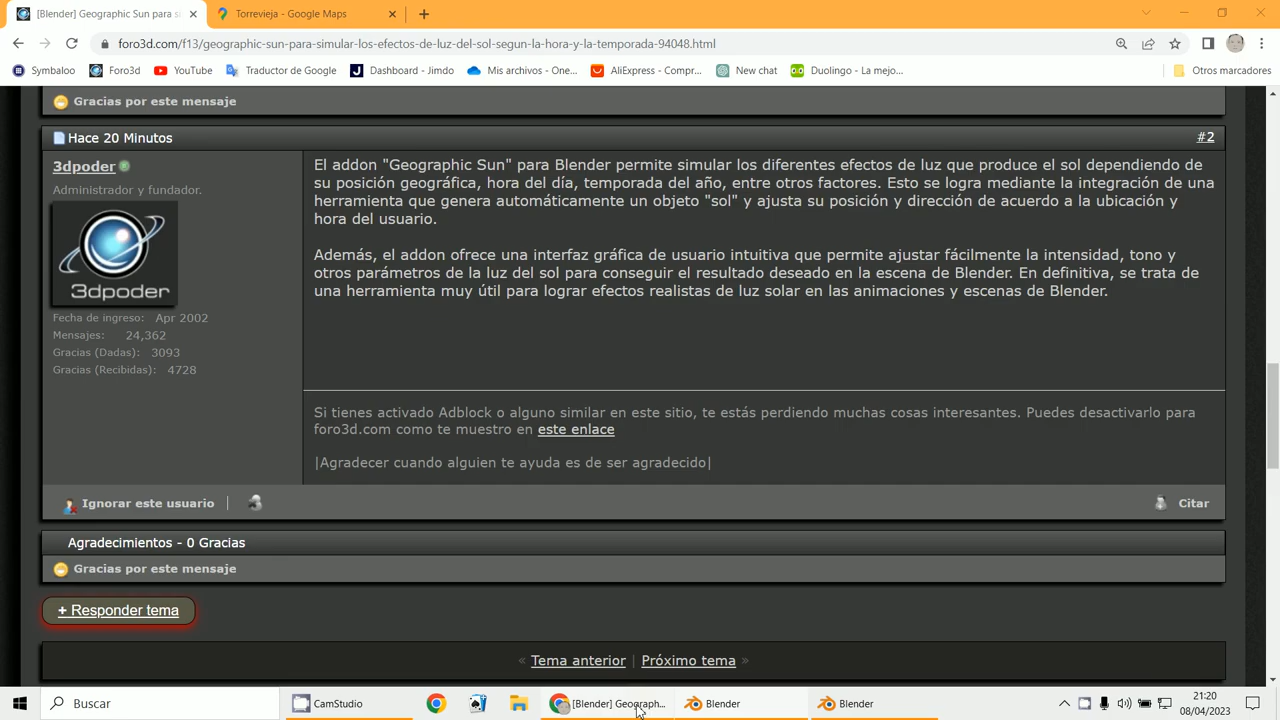 [Blender] Geographic Sun para si
Torrevieja - Google Maps
foro3d.com/f13/geographic-sun-para-simular-los-efectos-de-luz-del-sol-segun-la-hora-y-la-temporada-94048.html
Symbaloo
Foro3d
YouTube
Traductor de Google
Dashboard - Jimdo
Mis archivos - One...
AliExpress - Compr...
New chat
Duolingo - La mejo...
Otros marcadores
Gracias por este mensaje
Hace 20 Minutos
#2
3dpoder
Administrador y fundador.
3dpoder
Fecha de ingreso: Apr 2002
Mensajes: 24,362
Gracias (Dadas): 3093
Gracias (Recibidas): 4728
El addon "Geographic Sun" para Blender permite simular los diferentes efectos de luz que produce el sol dependiendo de
su posición geográfica, hora del día, temporada del año, entre otros factores. Esto se logra mediante la integración de una
herramienta que genera automáticamente un objeto "sol" y ajusta su posición y dirección de acuerdo a la ubicación y
hora del usuario.
Además, el addon ofrece una interfaz gráfica de usuario intuitiva que permite ajustar fácilmente la intensidad, tono y
otros parámetros de la luz del sol para conseguir el resultado deseado en la escena de Blender. En definitiva, se trata de
una herramienta muy útil para lograr efectos realistas de luz solar en las animaciones y escenas de Blender.
Si tienes activado Adblock o alguno similar en este sitio, te estás perdiendo muchas cosas interesantes. Puedes desactivarlo para
foro3d.com como te muestro en este enlace
|Agradecer cuando alguien te ayuda es de ser agradecido|
Ignorar este usuario
Citar
Agradecimientos - 0 Gracias
Gracias por este mensaje
+ Responder tema
« Tema anterior | Próximo tema »
Buscar
CamStudio
[Blender] Geograph...
Blender
Blender
21:20
08/04/2023